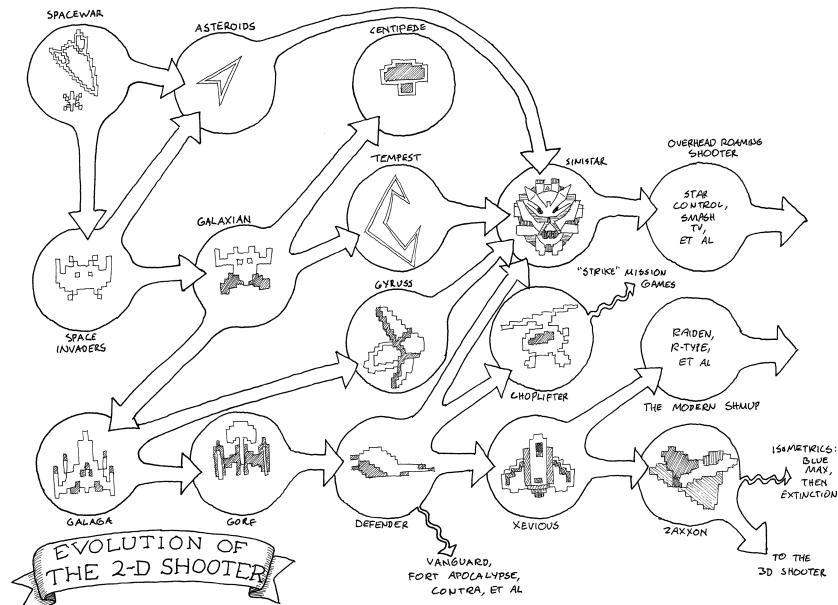 SPACEWAR
ASTEROIDS
CENTIPEDE
TEMPEST
SINISTAR
OVERHEAD ROAMING
SHOOTER
STAR
CONTROL,
SMASH
TV,
ET AL
GALAXIAN
SPACE
INVADERS
GYRUSS
"STRIKE" MISSION
GAMES
CHOPLIFTER
RAIDEN,
R-TYPE,
ET AL
THE MODERN SHMUP
GALAGA
GORF
DEFENDER
XEVIOUS
ZAXXON
ISOMETRICS:
BLUE
MAX,
THEN
EXTINCTION
TO THE
3D SHOOTER
VANGUARD,
FORT APOCALYPSE,
CONTRA, ET AL
EVOLUTION OF
THE 2-D SHOOTER